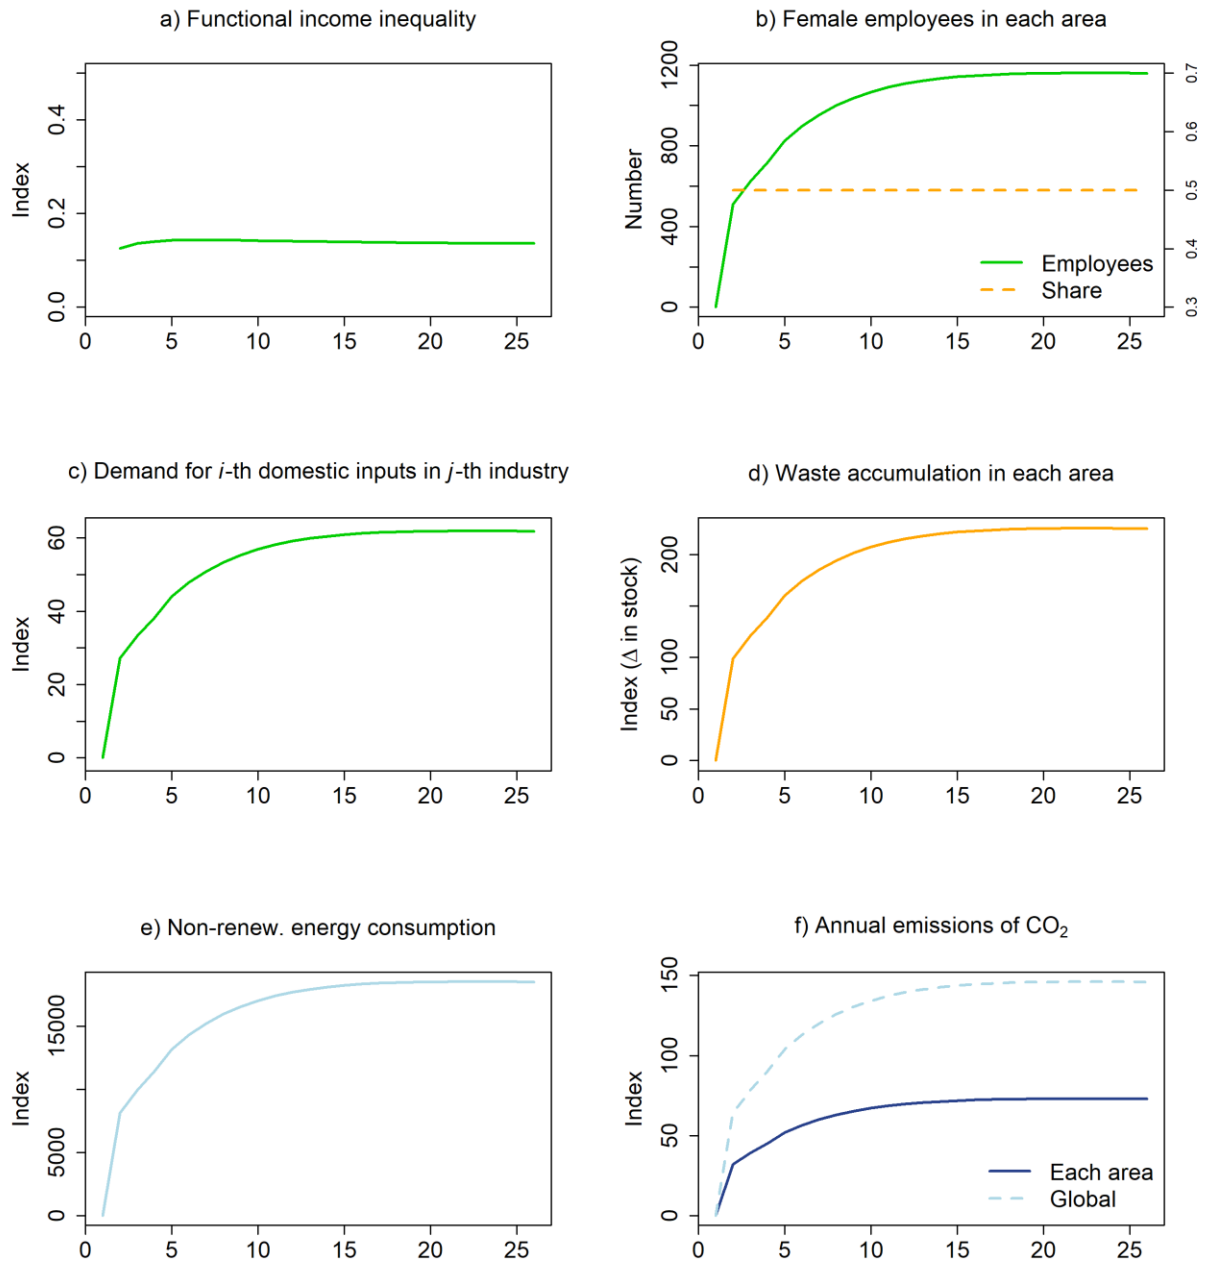 a) Functional income inequality
Index
0.0 0.2 0.4
0 5 10 15 20 25
b) Female employees in each area
Number
0 400 800 1200
0.3 0.4 0.5 0.6 0.7
Employees
Share
0 5 10 15 20 25
c) Demand for i-th domestic inputs in j-th industry
Index
0 20 40 60
0 5 10 15 20 25
d) Waste accumulation in each area
Index (Δ in stock)
0 50 100 200
0 5 10 15 20 25
e) Non-renew. energy consumption
Index
0 5000 15000
0 5 10 15 20 25
f) Annual emissions of CO₂
Index
0 50 100 150
Each area
Global
0 5 10 15 20 25